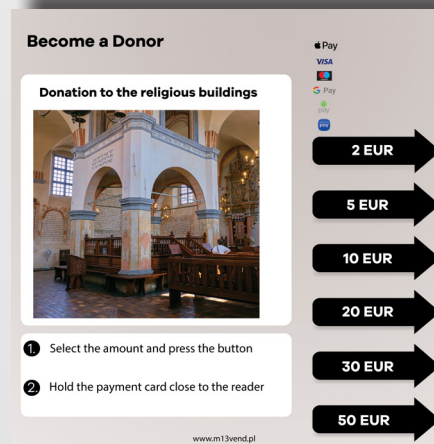 Become a Donor
Pay
VISA
G Pay
pay
pay
Donation to the religious buildings
2 EUR
5 EUR
10 EUR
20 EUR
30 EUR
50 EUR
1. Select the amount and press the button
2. Hold the payment card close to the reader
www.m13vend.pl